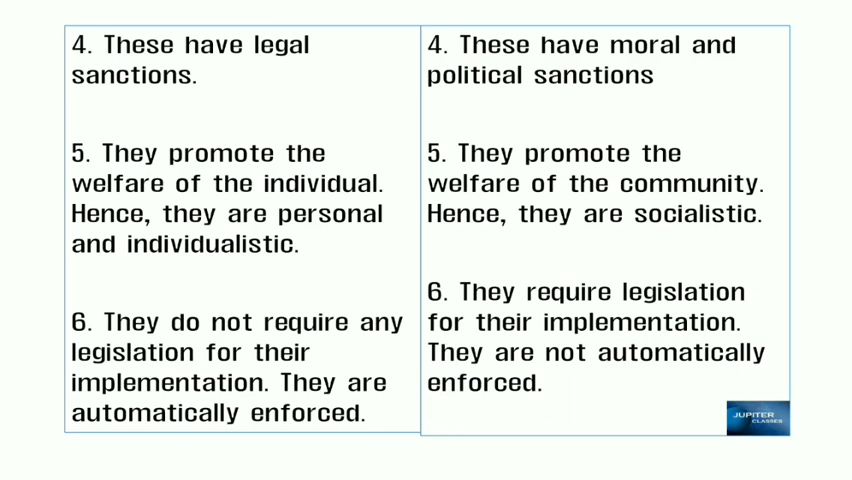 4. These have legal
sanctions.
5. They promote the
welfare of the individual.
Hence, they are personal
and individualistic.
6. They do not require any
legislation for their
implementation. They are
automatically enforced.
4. These have moral and
political sanctions
5. They promote the
welfare of the community.
Hence, they are socialistic.
6. They require legislation
for their implementation.
They are not automatically
enforced.
JUPITER
CLASSES